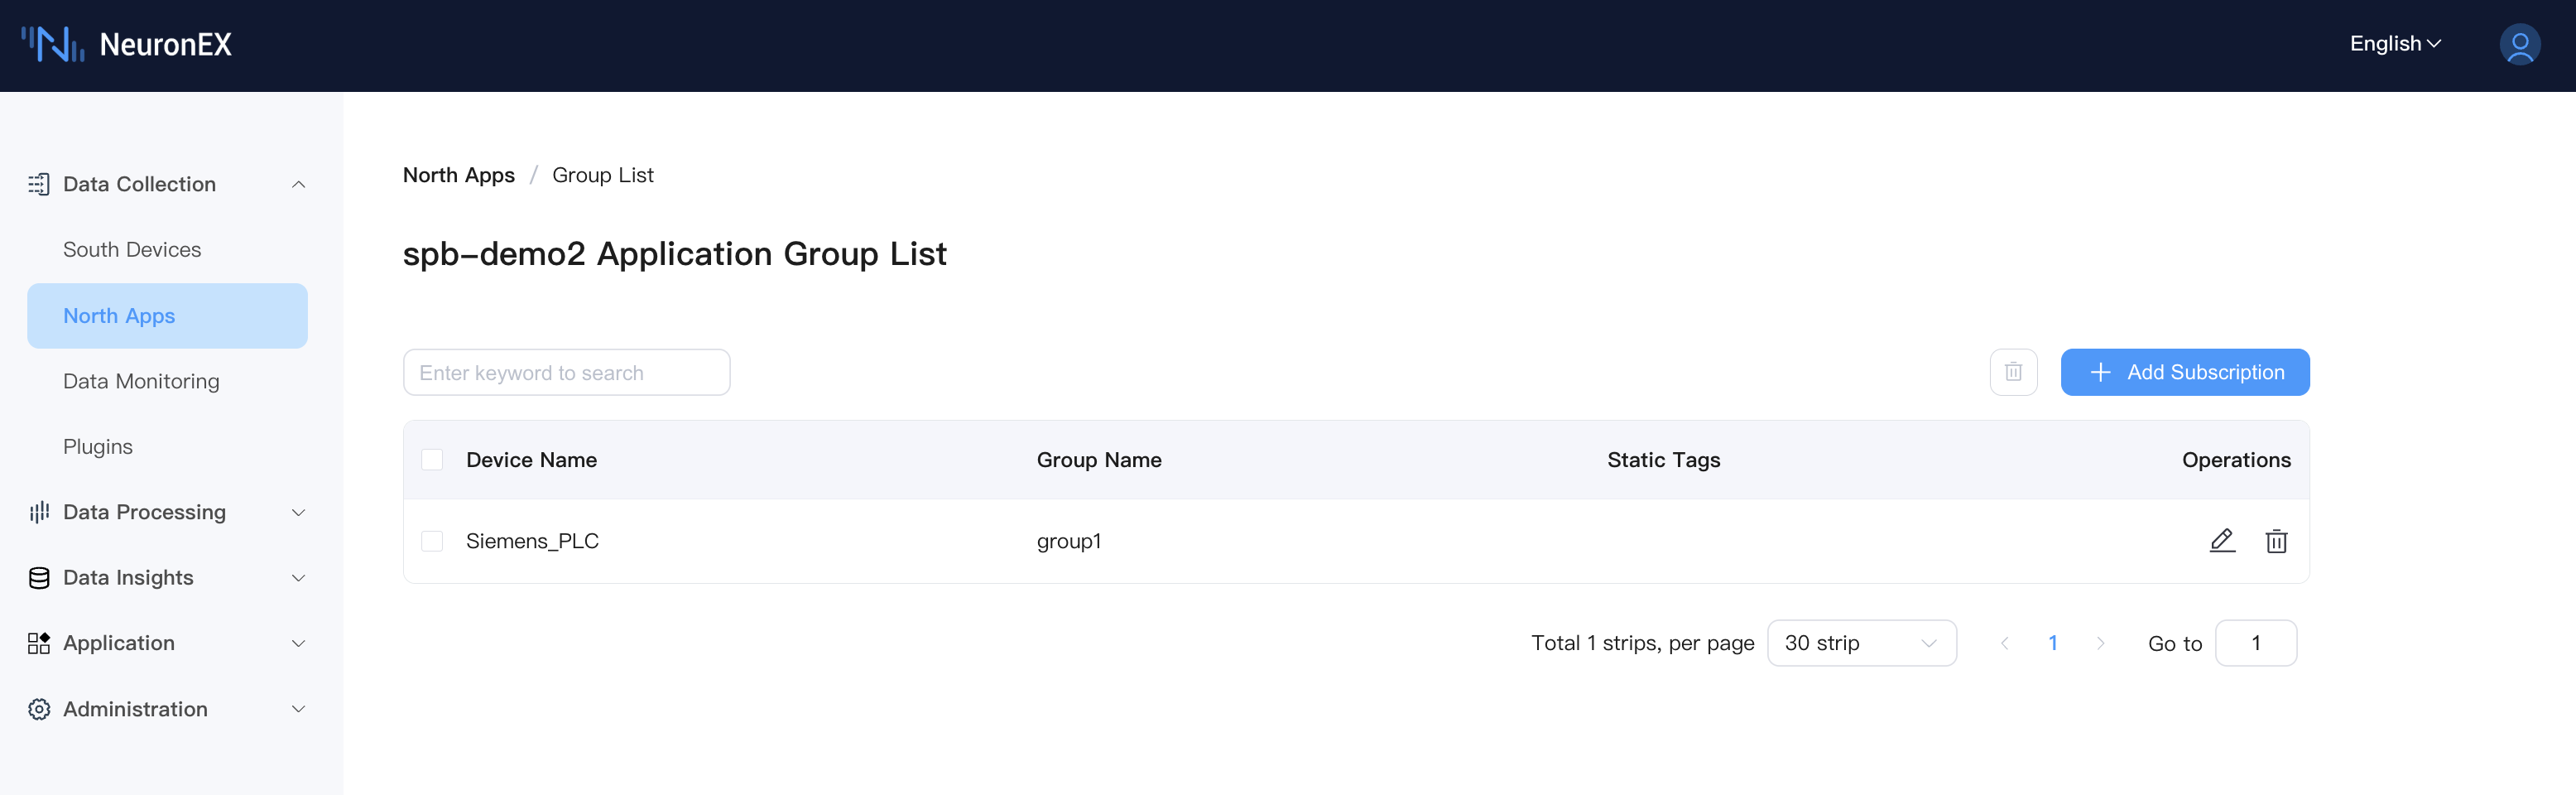 NeuronEX
English
Data Collection
South Devices
North Apps
Data Monitoring
Plugins
Data Processing
Data Insights
Application
Administration
North Apps / Group List
spb-demo2 Application Group List
Enter keyword to search
Add Subscription
Device Name Group Name Static Tags Operations
Siemens_PLC group1
Total 1 strips, per page 30 strip 1 Go to 1